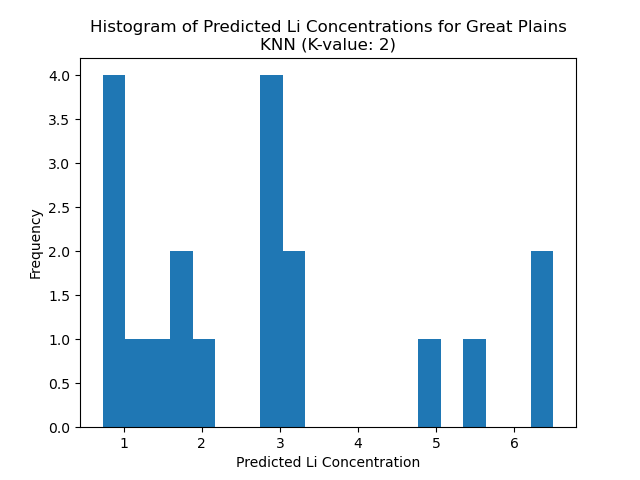 Histogram of Predicted Li Concentrations for Great Plains
KNN (K-value: 2)
4.0
3.5
3.0
2.5
2.0
1.5
1.0
0.5
0.0
Frequency
1 2 3 4 5 6
Predicted Li Concentration